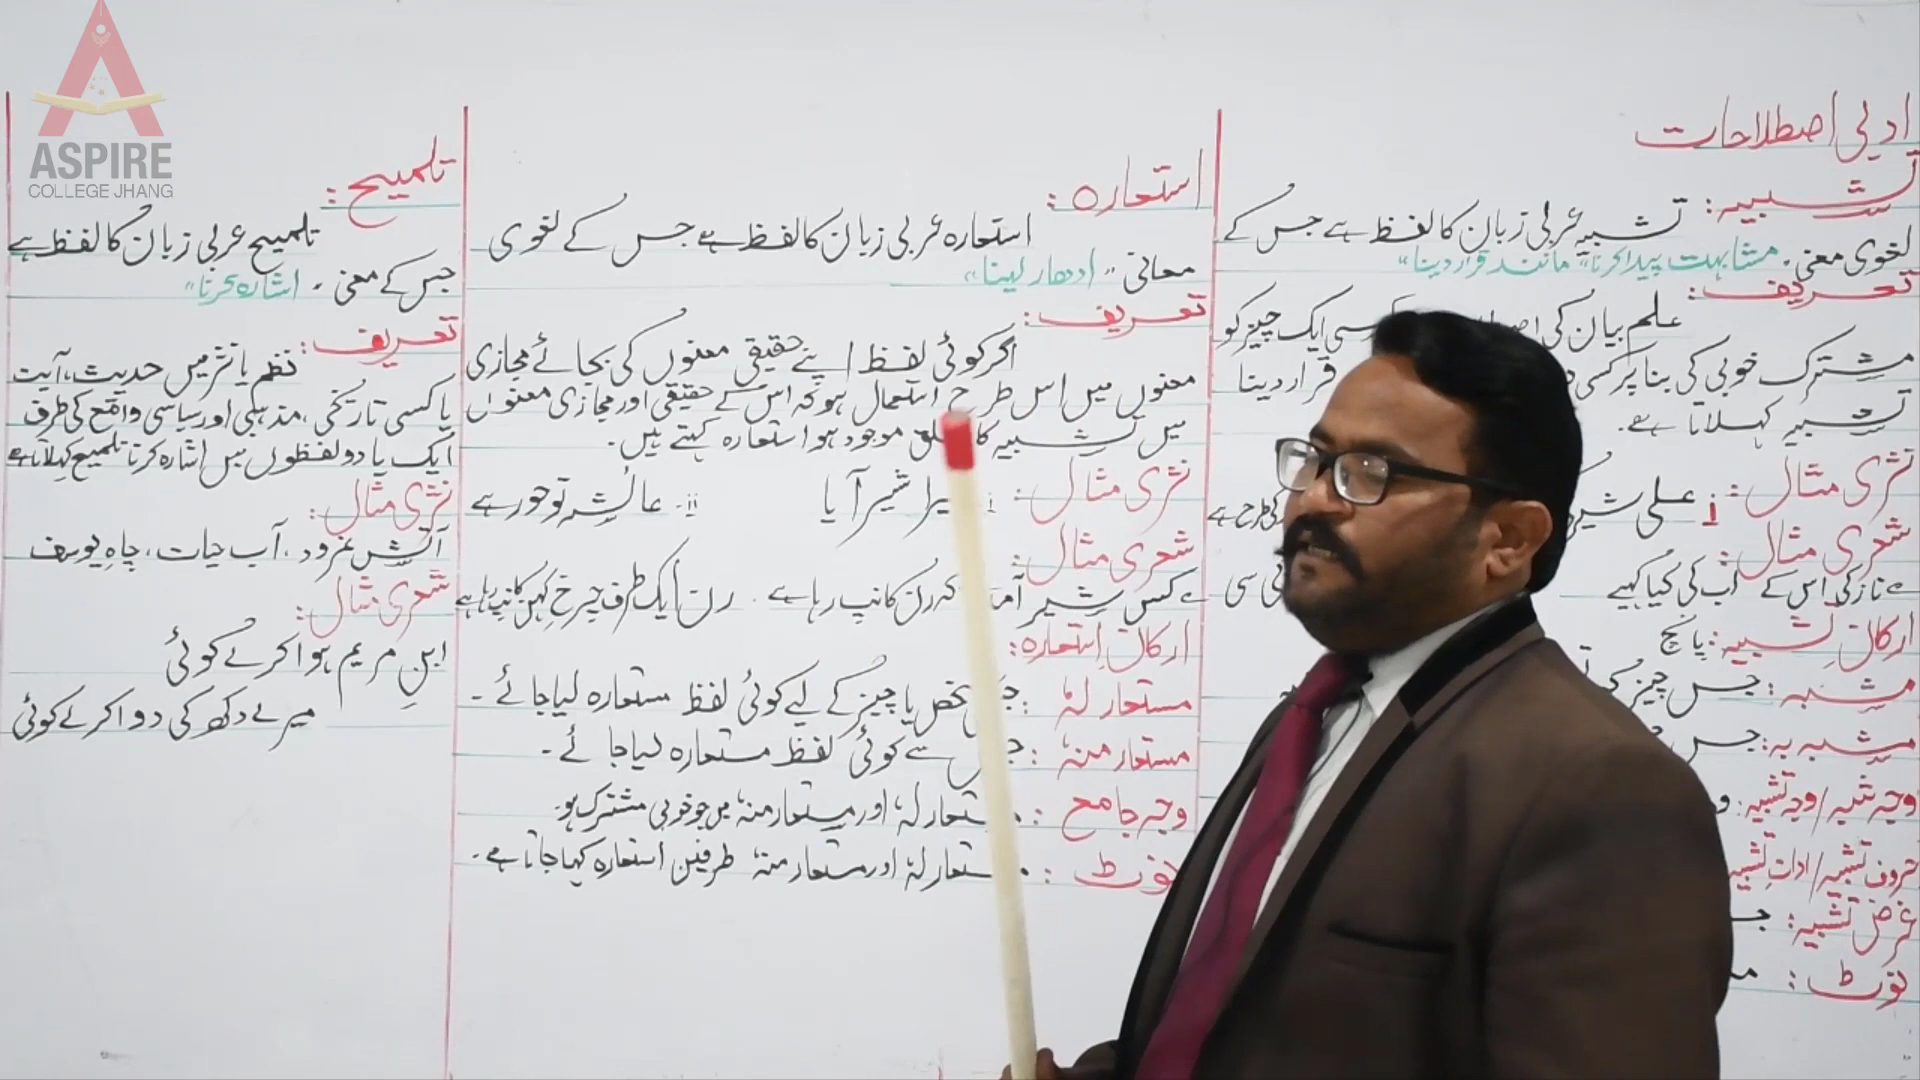 ادبی اصطلاحات
تشبیہ:
تشبیہ عربی زبان کا لفظ ہے جس کے
لغوی معنی "مشابہت پیدا کرنا" مانند قرار دینا"
تعریف:
علم بیان کی کسی ایک چیز کو
مشترک خوبی کی بنا پر کسی قرار دینا
تشبیہ کہلاتا ہے۔
نثری مثال: i علی شیر کی طرح ہے
شعری مثال:
نازکی اس کے لب کی کیا کہیے کی سی
ارکانِ تشبیہ: پانچ
مشبہ: جس چیز کو
مشبہ بہ: جس
وجہ شبہ/وجہ تشبیہ:
حروف تشبیہ/ادات تشبیہ
غرض تشبیہ:
نوٹ:
استعارہ:
استعارہ عربی زبان کا لفظ ہے جس کے لغوی
معانی "ادھار لینا"
تعریف:
اگر کوئی لفظ اپنے حقیقی معنوں کی بجائے مجازی
معنوں میں اس طرح استعمال ہو کہ اس کے حقیقی اور مجازی معنوں
میں تشبیہ کا موجود ہو استعارہ کہتے ہیں۔
نثری مثال: i شیر آیا ii۔ عائشہ تو حور ہے
شعری مثال:
کس شیر کی آمد کہ رن کانپ رہا ہے۔ رن ایک طرف چرخِ کہن کانپ رہا ہے
ارکانِ استعارہ:
مستعار لہٗ : جس شخص یا چیز کے لیے کوئی لفظ مستعارہ لیا جائے۔
مستعار منہٗ : جس سے کوئی لفظ مستعارہ لیا جائے۔
وجہ جامع : مستعار لہٗ اور مستعار منہٗ میں جو خوبی مشترک ہو۔
نوٹ : مستعار لہٗ اور مستعار منہٗ طرفین استعارہ کہا جاتا ہے۔
تلمیح:
تلمیح عربی زبان کا لفظ ہے
جس کے معنی "اشارہ کرنا"
تعریف:
نظم یا نثر میں حدیث، آیت
یا کسی تاریخی، مذہبی اور سیاسی واقع کی طرف
ایک یا دو لفظوں میں اشارہ کرنا تلمیح کہلاتا ہے
نثری مثال:
آتش نمرود، آب حیات، چاہِ یوسف
شعری مثال:
ابنِ مریم ہوا کرے کوئی
میرے دکھ کی دوا کرے کوئی
ASPIRE
COLLEGE JHANG